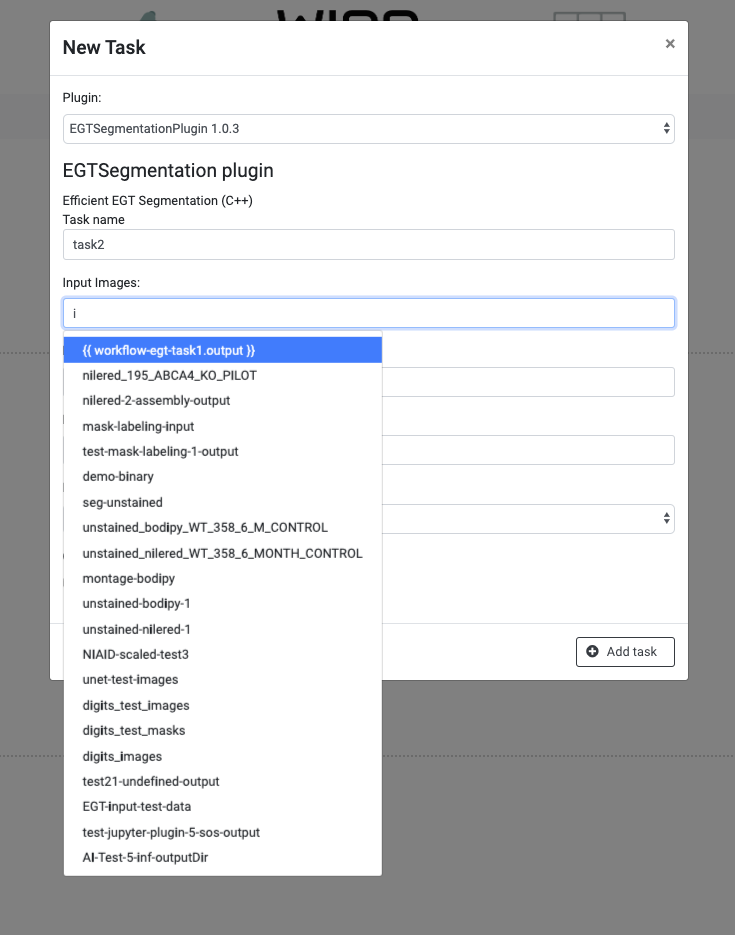 New Task
×
Plugin:
EGTSegmentationPlugin 1.0.3
EGTSegmentation plugin
Efficient EGT Segmentation (C++)
Task name
task2
Input Images:
i
{{ workflow-egt-task1.output }}
nilered_195_ABCA4_KO_PILOT
nilered-2-assembly-output
mask-labeling-input
test-mask-labeling-1-output
demo-binary
seg-unstained
unstained_bodipy_WT_358_6_M_CONTROL
unstained_nilered_WT_358_6_MONTH_CONTROL
montage-bodipy
unstained-bodipy-1
unstained-nilered-1
Add task
NIAID-scaled-test3
unet-test-images
digits_test_images
digits_test_masks
digits_images
test21-undefined-output
EGT-input-test-data
test-jupyter-plugin-5-sos-output
AI-Test-5-inf-outputDir